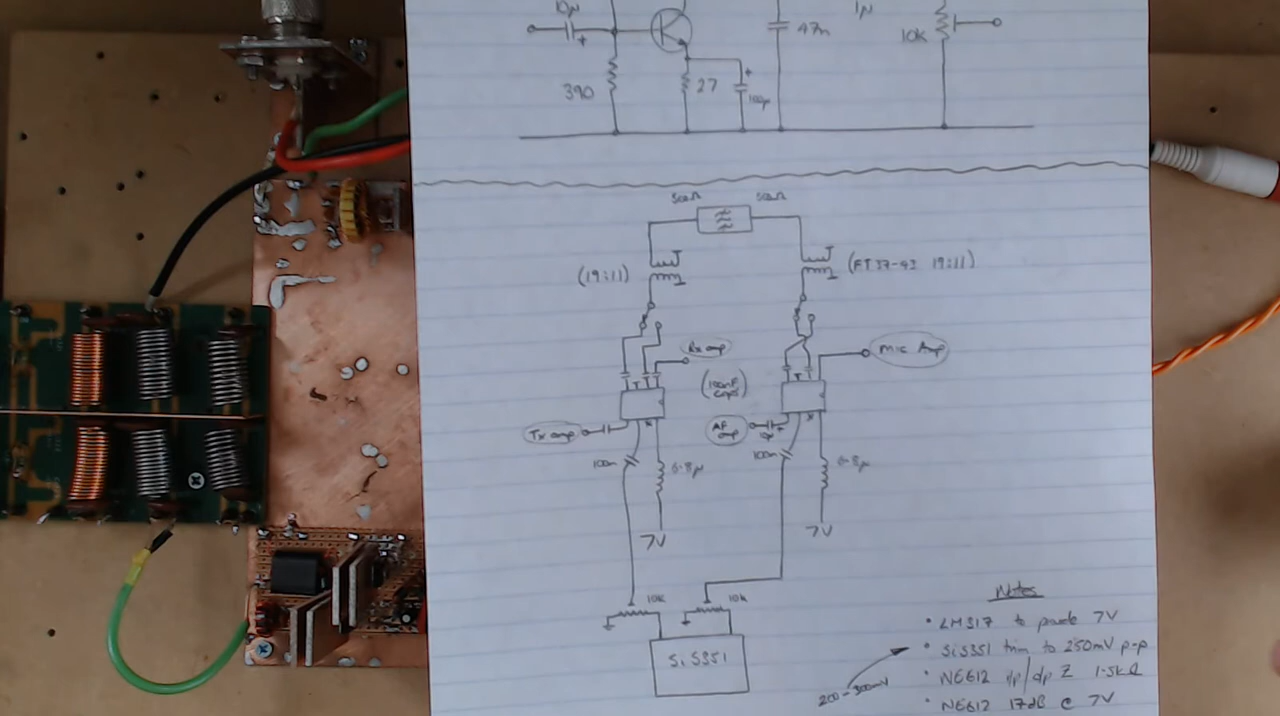 10μ
+
390
27
+
100μ
47n
1μ
10k
500Ω
500Ω
(19:11)
(FT37-43 19:11)
Rx amp
(100nF caps)
Mic Amp
Tx amp
AF amp
+
100n
6.8μ
100n
6.8μ
7V
7V
10k
10k
Si5351
Notes
• LM317 to provide 7V
• Si5351 trim to 250mV p-p
200-300mV
• NE612 i/p / o/p Z 1.5kΩ
• NE612 17dB @ 7V